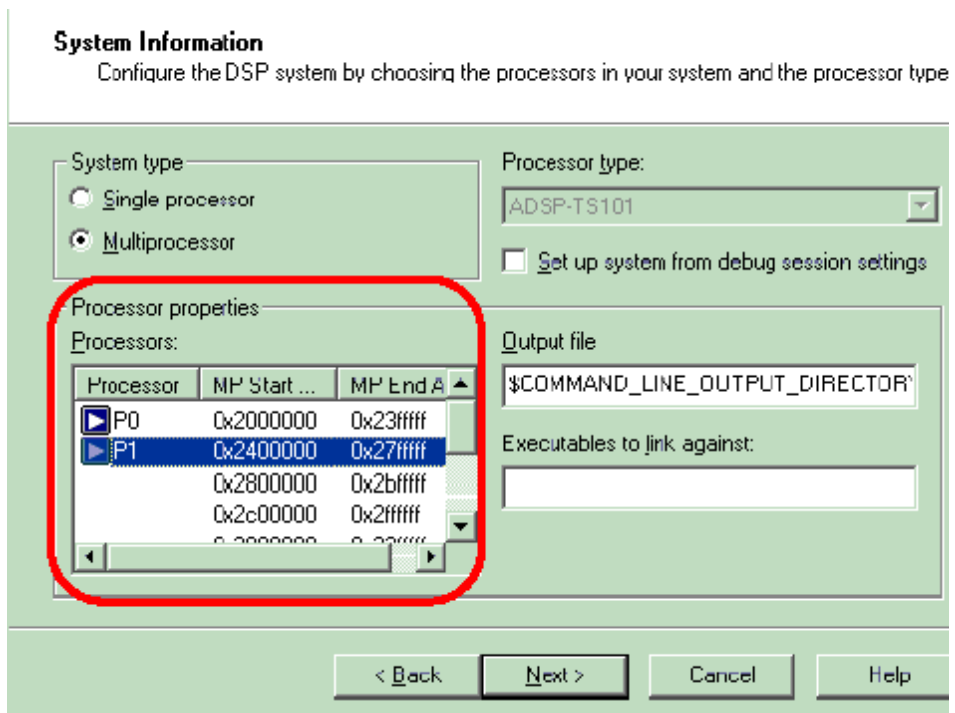 System Information
Configure the DSP system by choosing the processors in your system and the processor type
System type
Single processor
Multiprocessor
Processor type:
ADSP-TS101
Set up system from debug session settings
Processor properties
Processors:
Processor MP Start ... MP End A
P0 0x2000000 0x23fffff
P1 0x2400000 0x27fffff
0x2800000 0x2bfffff
0x2c00000 0x2ffffff
Output file
$COMMAND_LINE_OUTPUT_DIRECTORY
Executables to link against:
< Back
Next >
Cancel
Help